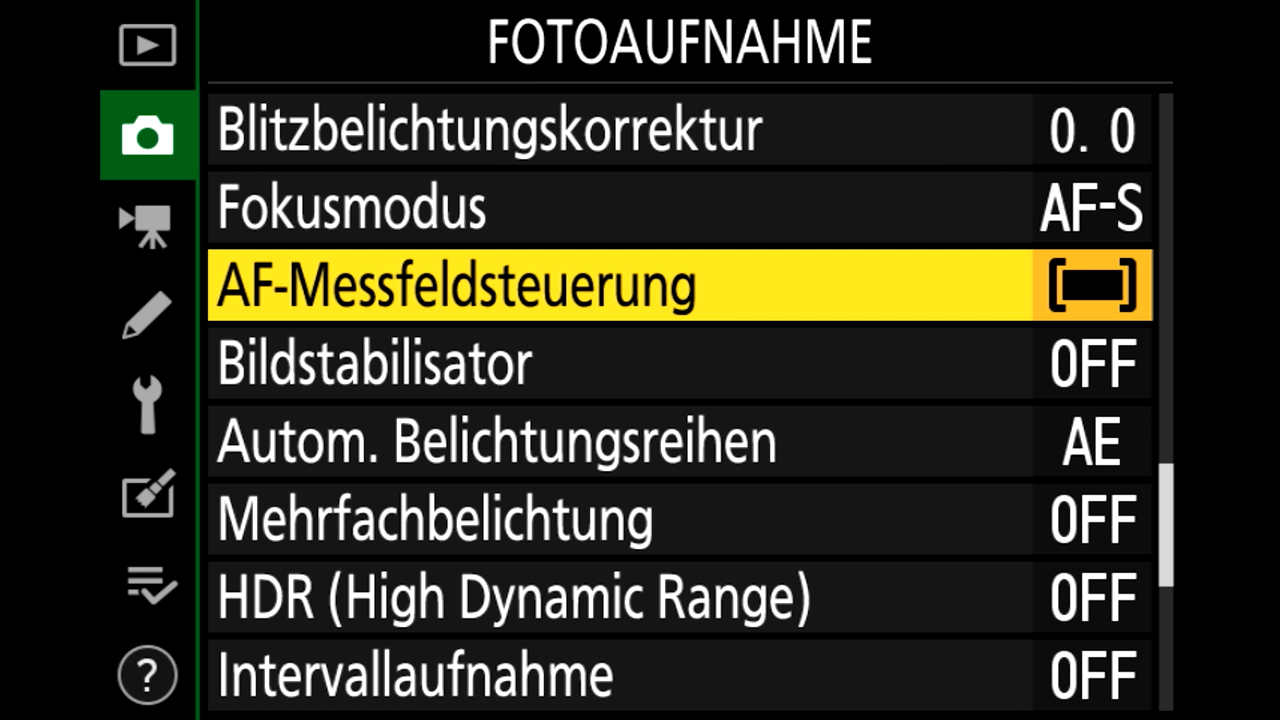 FOTOAUFNAHME
Blitzbelichtungskorrektur 0. 0
Fokusmodus AF-S
AF-Messfeldsteuerung
Bildstabilisator OFF
Autom. Belichtungsreihen AE
Mehrfachbelichtung OFF
HDR (High Dynamic Range) OFF
Intervallaufnahme OFF
?